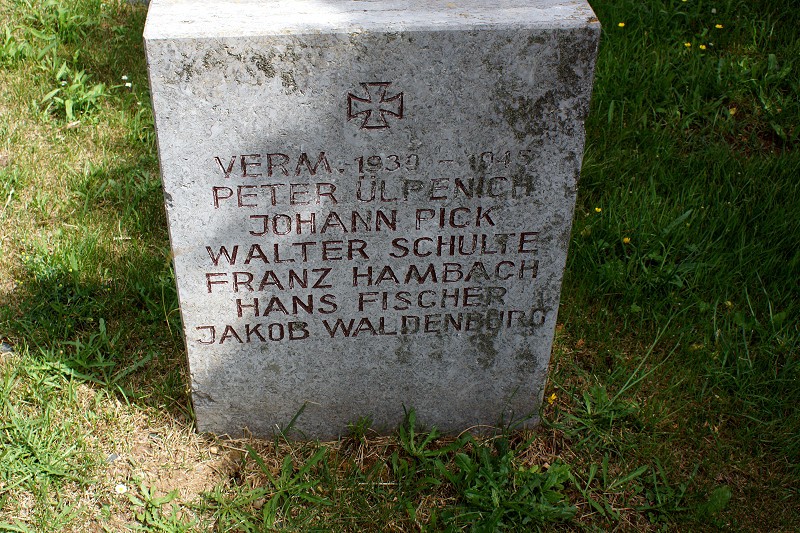 VERM. 1939 - 1945
PETER ÜLPENICH
JOHANN PICK
WALTER SCHULTE
FRANZ HAMBACH
HANS FISCHER
JAKOB WALDENBURG